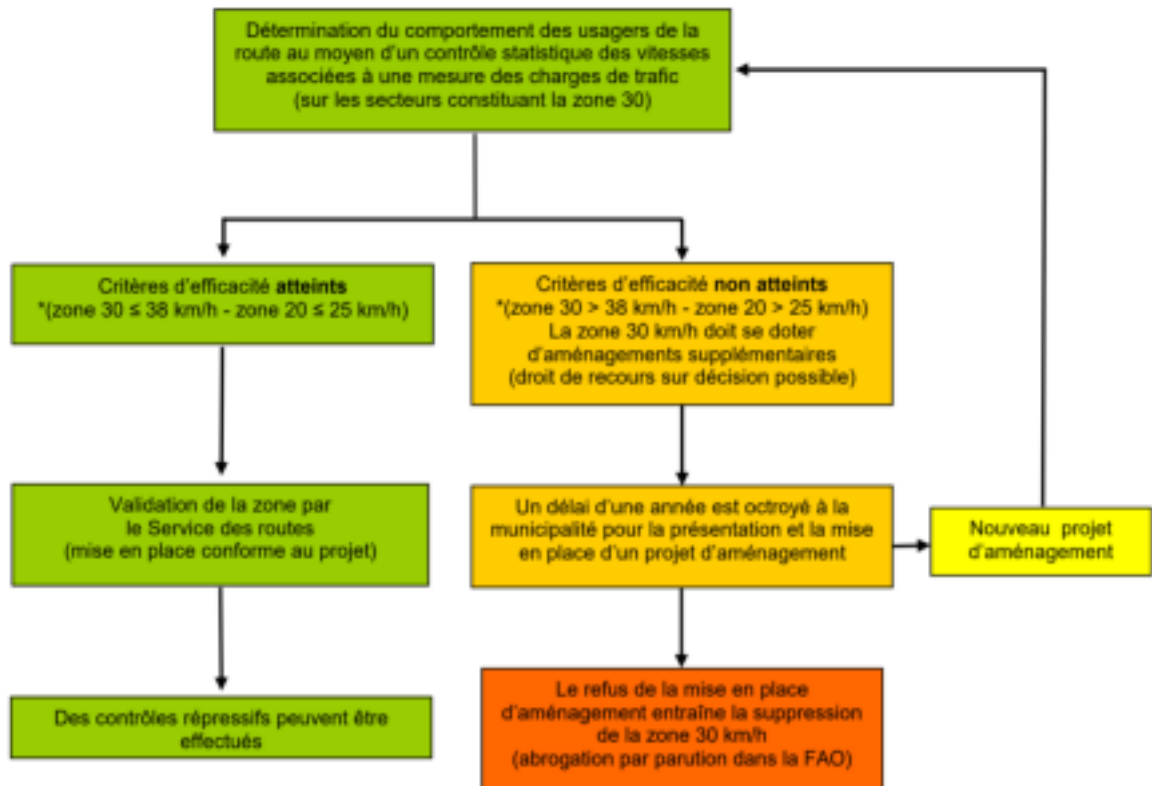 Détermination du comportement des usagers de la
route au moyen d'un contrôle statistique des vitesses
associées à une mesure des charges de trafic
(sur les secteurs constituant la zone 30)
Critères d'efficacité atteints
*(zone 30 ≤ 38 km/h - zone 20 ≤ 25 km/h)
Critères d'efficacité non atteints
*(zone 30 > 38 km/h - zone 20 > 25 km/h)
La zone 30 km/h doit se doter
d'aménagements supplémentaires
(droit de recours sur décision possible)
Validation de la zone par
le Service des routes
(mise en place conforme au projet)
Un délai d'une année est octroyé à la
municipalité pour la présentation et la mise
en place d'un projet d'aménagement
Nouveau projet
d'aménagement
Des contrôles répressifs peuvent être
effectués
Le refus de la mise en place
d'aménagement entraîne la suppression
de la zone 30 km/h
(abrogation par parution dans la FAO)